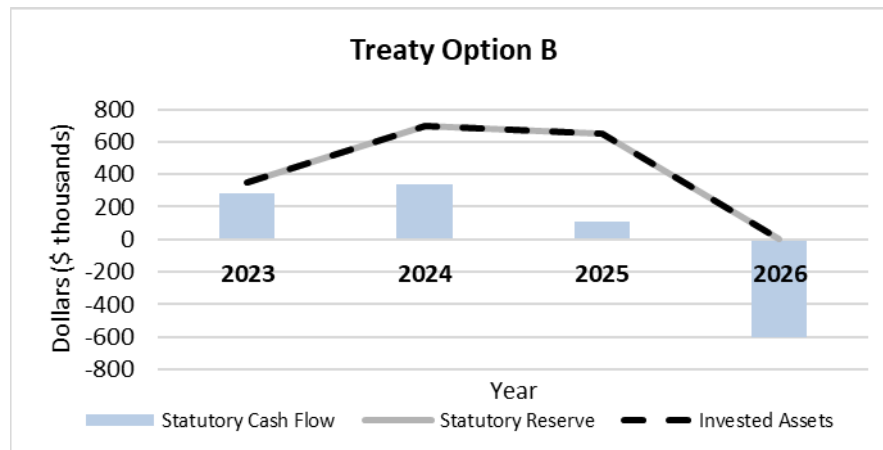 Treaty Option B
Dollars ($ thousands)
800
600
400
200
0
-200
-400
-600
-800
2023 2024 2025 2026
Year
Statutory Cash Flow Statutory Reserve Invested Assets